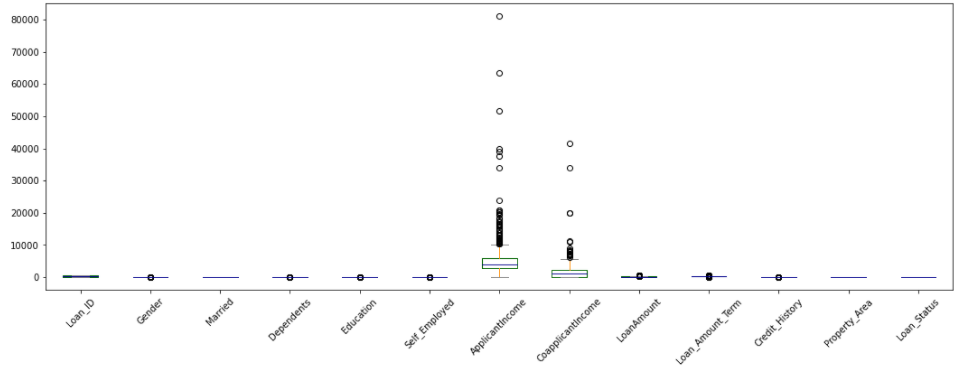 80000
70000
60000
50000
40000
30000
20000
10000
0
Loan_ID
Gender
Married
Dependents
Education
Self_Employed
ApplicantIncome
CoapplicantIncome
LoanAmount
Loan_Amount_Term
Credit_History
Property_Area
Loan_Status